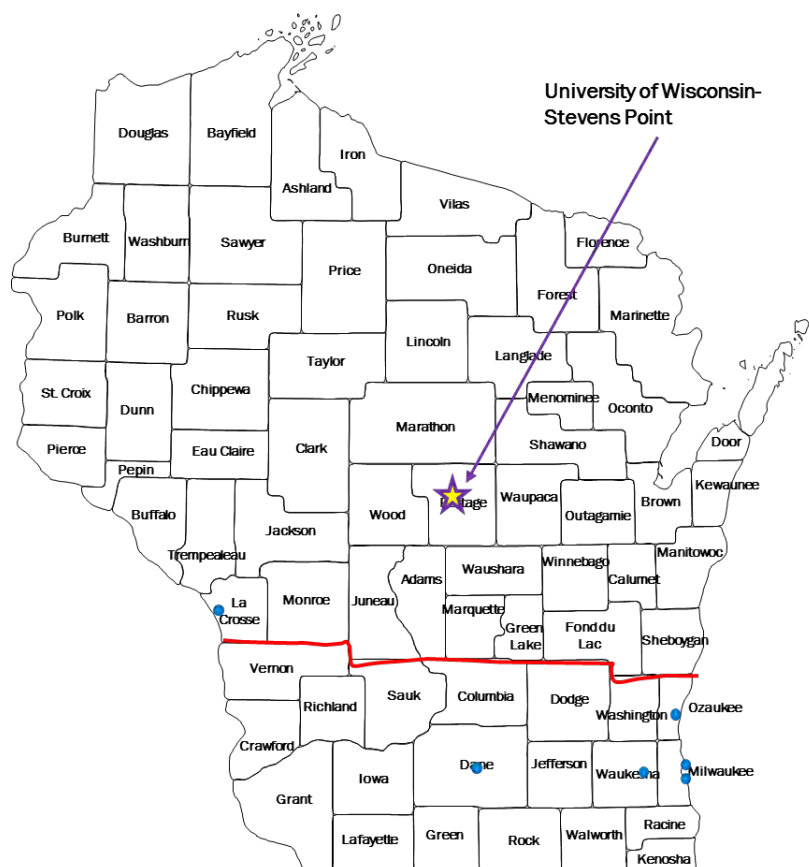 University of Wisconsin-
Stevens Point
Douglas
Bayfield
Iron
Ashland
Vilas
Burnett
Washburn
Sawyer
Florence
Price
Oneida
Forest
Polk
Barron
Rusk
Marinette
Lincoln
Taylor
Langlade
St. Croix
Chippewa
Menominee
Dunn
Oconto
Marathon
Pierce
Eau Claire
Clark
Shawano
Door
Pepin
Kewaunee
Buffalo
Wood
Waupaca
Brown
Outagamie
Jackson
Trempealeau
Manitowoc
Winnebago
Waushara
Adams
Calumet
Juneau
La
Crosse
Monroe
Marquette
Green
Lake
Fond du
Lac
Sheboygan
Vernon
Sauk
Columbia
Dodge
Richland
Washington
Ozaukee
Crawford
Dane
Jefferson
Waukesha
Milwaukee
Iowa
Grant
Racine
Lafayette
Green
Rock
Walworth
Kenosha